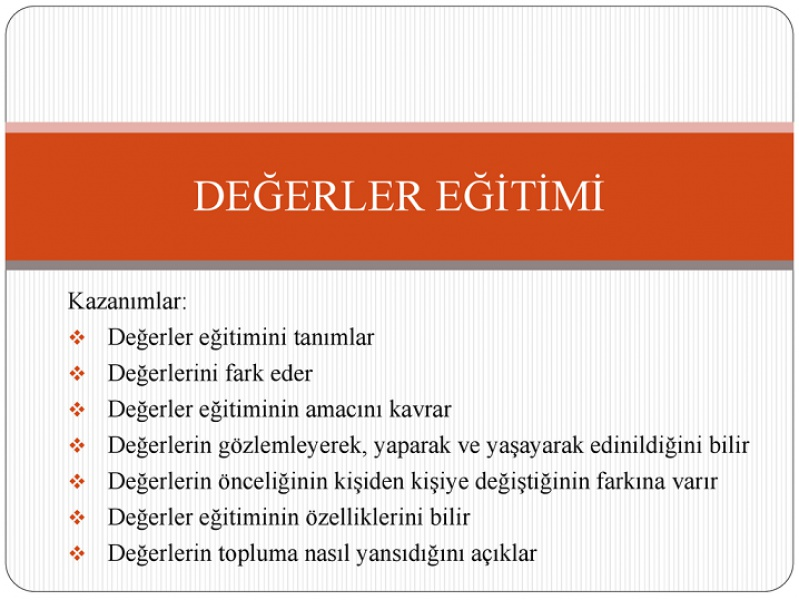 DEĞERLER EĞİTİMİ
Kazanımlar:
Değerler eğitimini tanımlar
Değerlerini fark eder
Değerler eğitiminin amacını kavrar
Değerlerin gözlemleyerek, yaparak ve yaşayarak edinildiğini bilir
Değerlerin önceliğinin kişiden kişiye değiştiğinin farkına varır
Değerler eğitiminin özelliklerini bilir
Değerlerin topluma nasıl yansıdığını açıklar